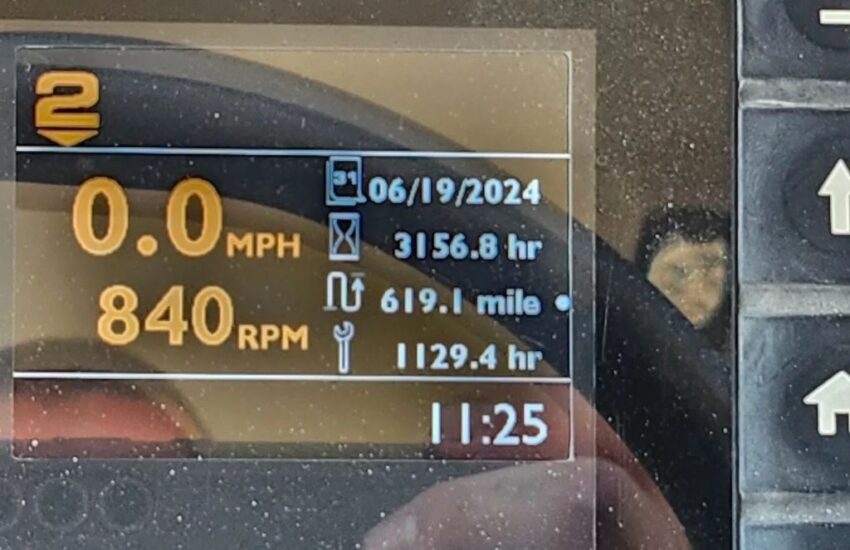 2
31 06/19/2024
0.0 MPH
3156.8 hr
619.1 mile
840 RPM
1129.4 hr
11:25